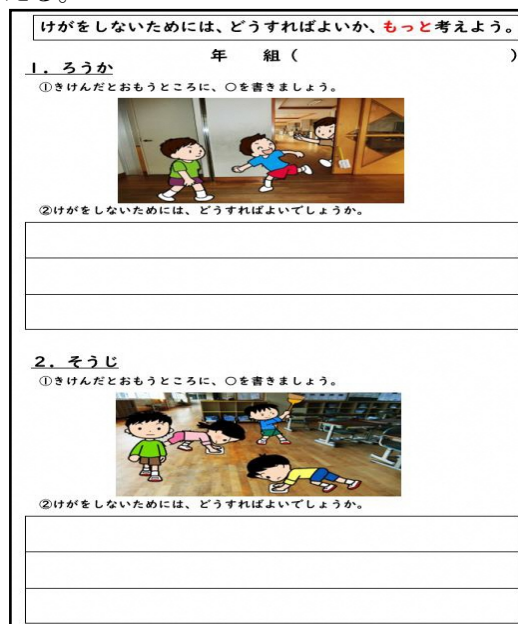 けがをしないためには、どうすればよいか、もっと考えよう。
年　組（　　　　　　　　　　）
１．ろうか
①きけんだとおもうところに、○を書きましょう。
②けがをしないためには、どうすればよいでしょうか。
２．そうじ
①きけんだとおもうところに、○を書きましょう。
②けがをしないためには、どうすればよいでしょうか。